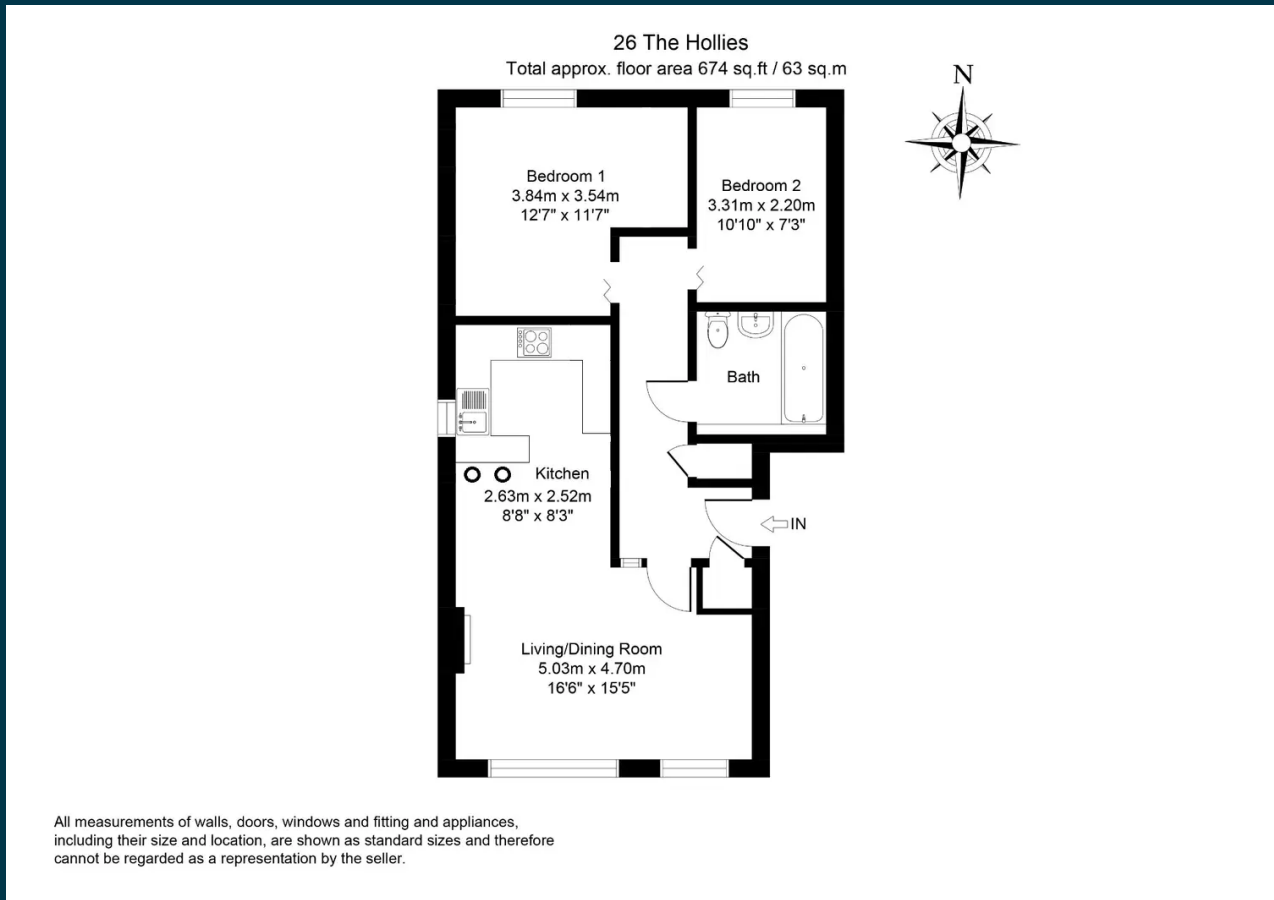 26 The Hollies
Total approx. floor area 674 sq.ft / 63 sq.m
N
Bedroom 1
3.84m x 3.54m
12'7" x 11'7"
Bedroom 2
3.31m x 2.20m
10'10" x 7'3"
Bath
Kitchen
2.63m x 2.52m
8'8" x 8'3"
IN
Living/Dining Room
5.03m x 4.70m
16'6" x 15'5"
All measurements of walls, doors, windows and fitting and appliances,
including their size and location, are shown as standard sizes and therefore
cannot be regarded as a representation by the seller.